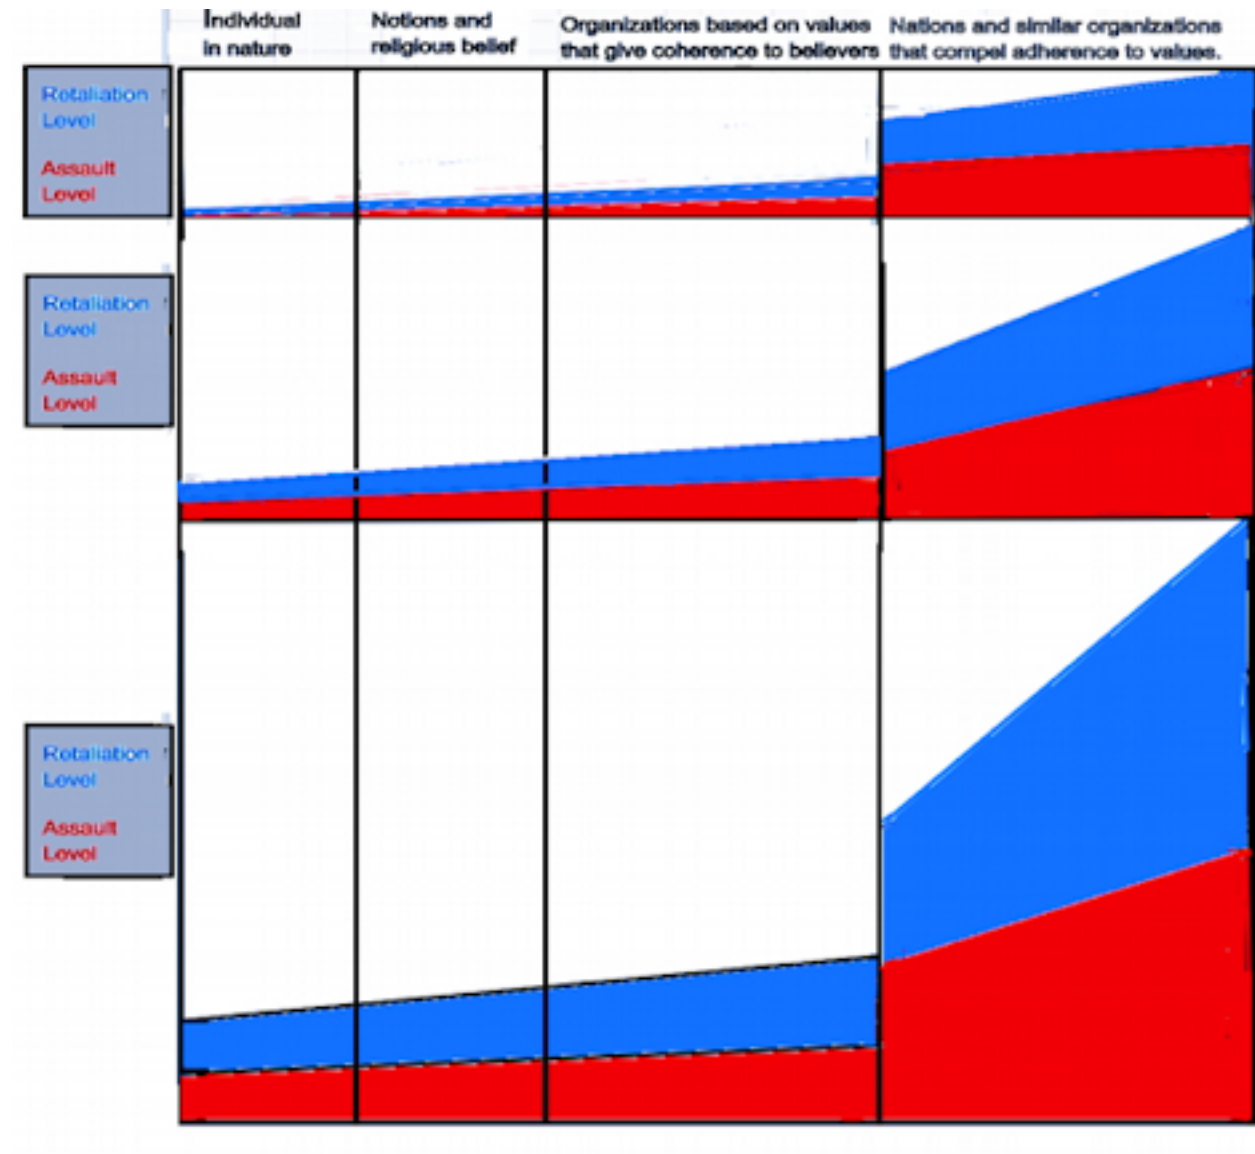 Individual
in nature
Notions and
religious belief
Organizations based on values
that give coherence to believers
Nations and similar organizations
that compel adherence to values.
Retaliation
Level
Assault
Level
Retaliation
Level
Assault
Level
Retaliation
Level
Assault
Level